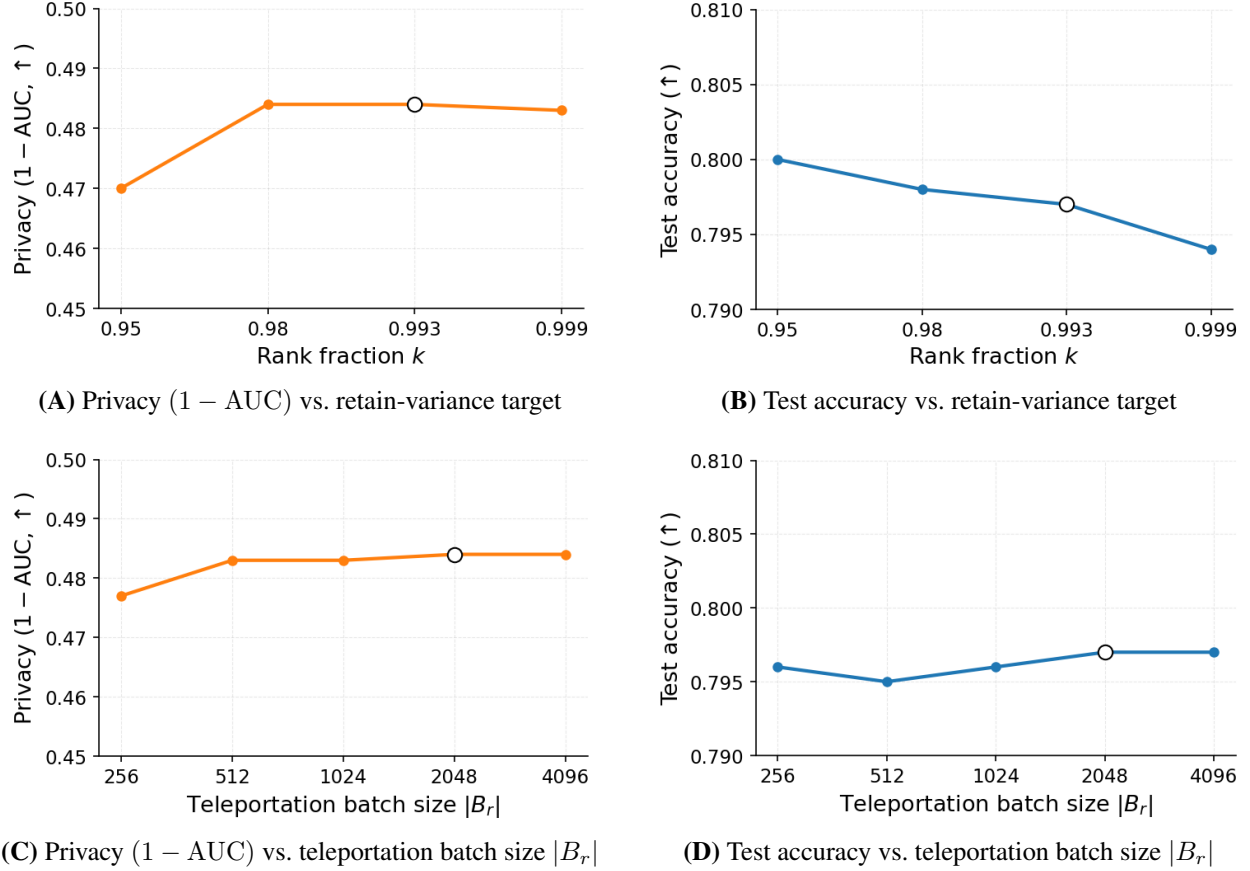 0.50
0.49
0.48
0.47
0.46
0.45
Privacy (1 − AUC, ↑)
0.95 0.98 0.993 0.999
Rank fraction k
(A) Privacy (1 − AUC) vs. retain-variance target
0.810
0.805
0.800
0.795
0.790
Test accuracy (↑)
0.95 0.98 0.993 0.999
Rank fraction k
(B) Test accuracy vs. retain-variance target
0.50
0.49
0.48
0.47
0.46
0.45
Privacy (1 − AUC, ↑)
256 512 1024 2048 4096
Teleportation batch size |B_r|
(C) Privacy (1 − AUC) vs. teleportation batch size |B_r|
0.810
0.805
0.800
0.795
0.790
Test accuracy (↑)
256 512 1024 2048 4096
Teleportation batch size |B_r|
(D) Test accuracy vs. teleportation batch size |B_r|